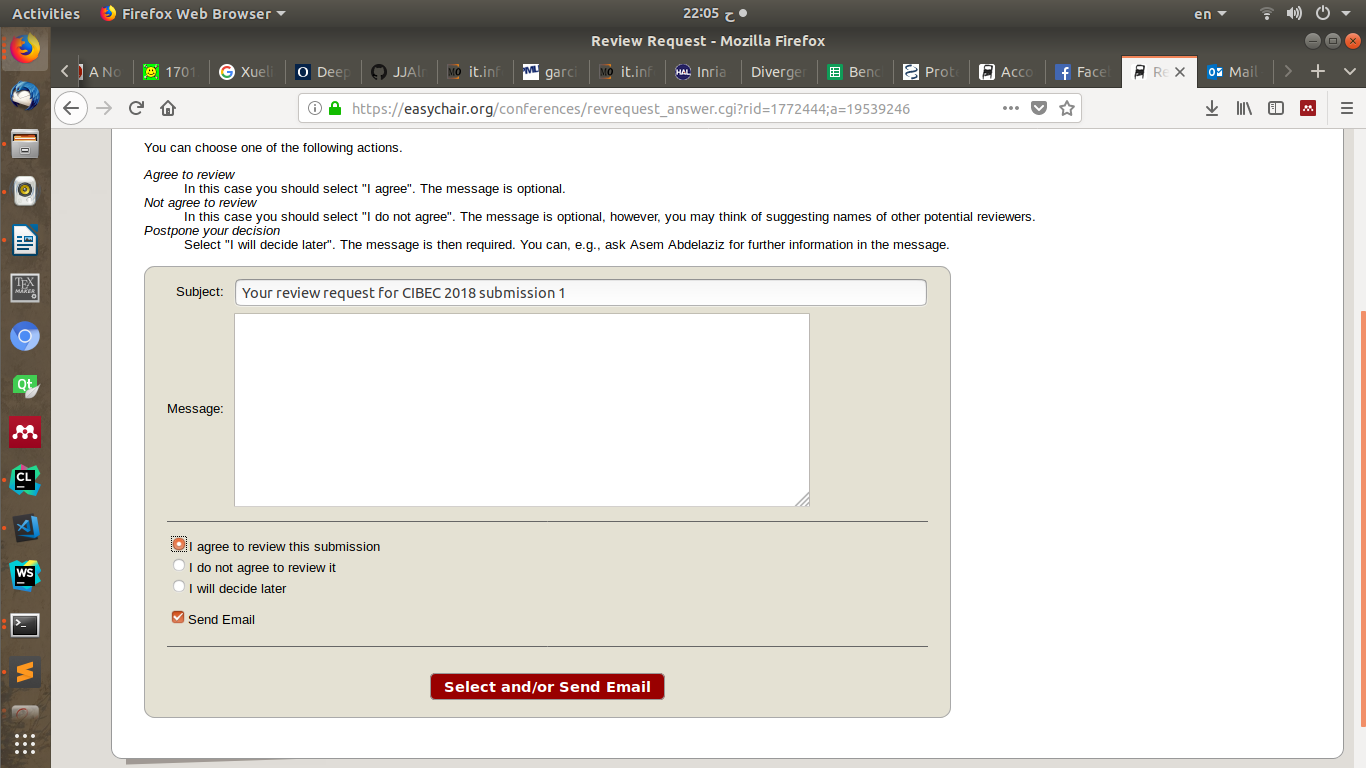 Activities Firefox Web Browser 22:05 ح en
Review Request - Mozilla Firefox
A No 1701 Xueli Deep JJAlr it.inf garci it.inf Inria Diverger Benc Prote Acco Facel Re Mail
https://easychair.org/conferences/revrequest_answer.cgi?rid=1772444;a=19539246
You can choose one of the following actions.
Agree to review
In this case you should select "I agree". The message is optional.
Not agree to review
In this case you should select "I do not agree". The message is optional, however, you may think of suggesting names of other potential reviewers.
Postpone your decision
Select "I will decide later". The message is then required. You can, e.g., ask Asem Abdelaziz for further information in the message.
Subject: Your review request for CIBEC 2018 submission 1
Message:
I agree to review this submission
I do not agree to review it
I will decide later
Send Email
Select and/or Send Email